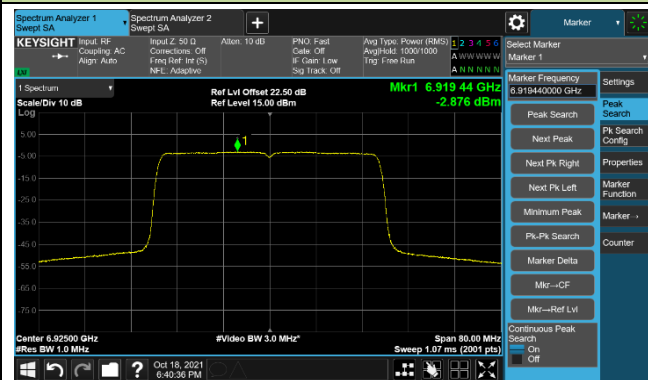 Spectrum Analyzer 1
Swept SA
Spectrum Analyzer 2
Swept SA
+
Marker
KEYSIGHT
Input: RF
Coupling: AC
Align: Auto
Input Z: 50 Ω
Corrections: Off
Freq Ref: Int (S)
NFE: Adaptive
Atten: 10 dB
PNO: Fast
Gate: Off
IF Gain: Low
Sig Track: Off
Avg Type: Power (RMS)
Avg|Hold: 1000/1000
Trig: Free Run
1 2 3 4 5 6
A W W W W W
A N N N N N
LXI
Select Marker
Marker 1
1 Spectrum
Scale/Div 10 dB
Log
Ref Lvl Offset 22.50 dB
Ref Level 15.00 dBm
Mkr1 6.919 44 GHz
-2.876 dBm
Marker Frequency
6.919440000 GHz
Settings
Peak Search
Peak
Search
Next Peak
Pk Search
Config
Next Pk Right
Properties
Next Pk Left
Marker
Function
Minimum Peak
Marker→
Pk-Pk Search
Counter
Marker Delta
Mkr→CF
Mkr→Ref Lvl
Continuous Peak
Search
On
Off
5.00
-5.00
-15.0
-25.0
-35.0
-45.0
-55.0
-65.0
-75.0
1
Center 6.92500 GHz
#Res BW 1.0 MHz
#Video BW 3.0 MHz*
Span 80.00 MHz
Sweep 1.07 ms (2001 pts)
?
Oct 18, 2021
6:40:36 PM